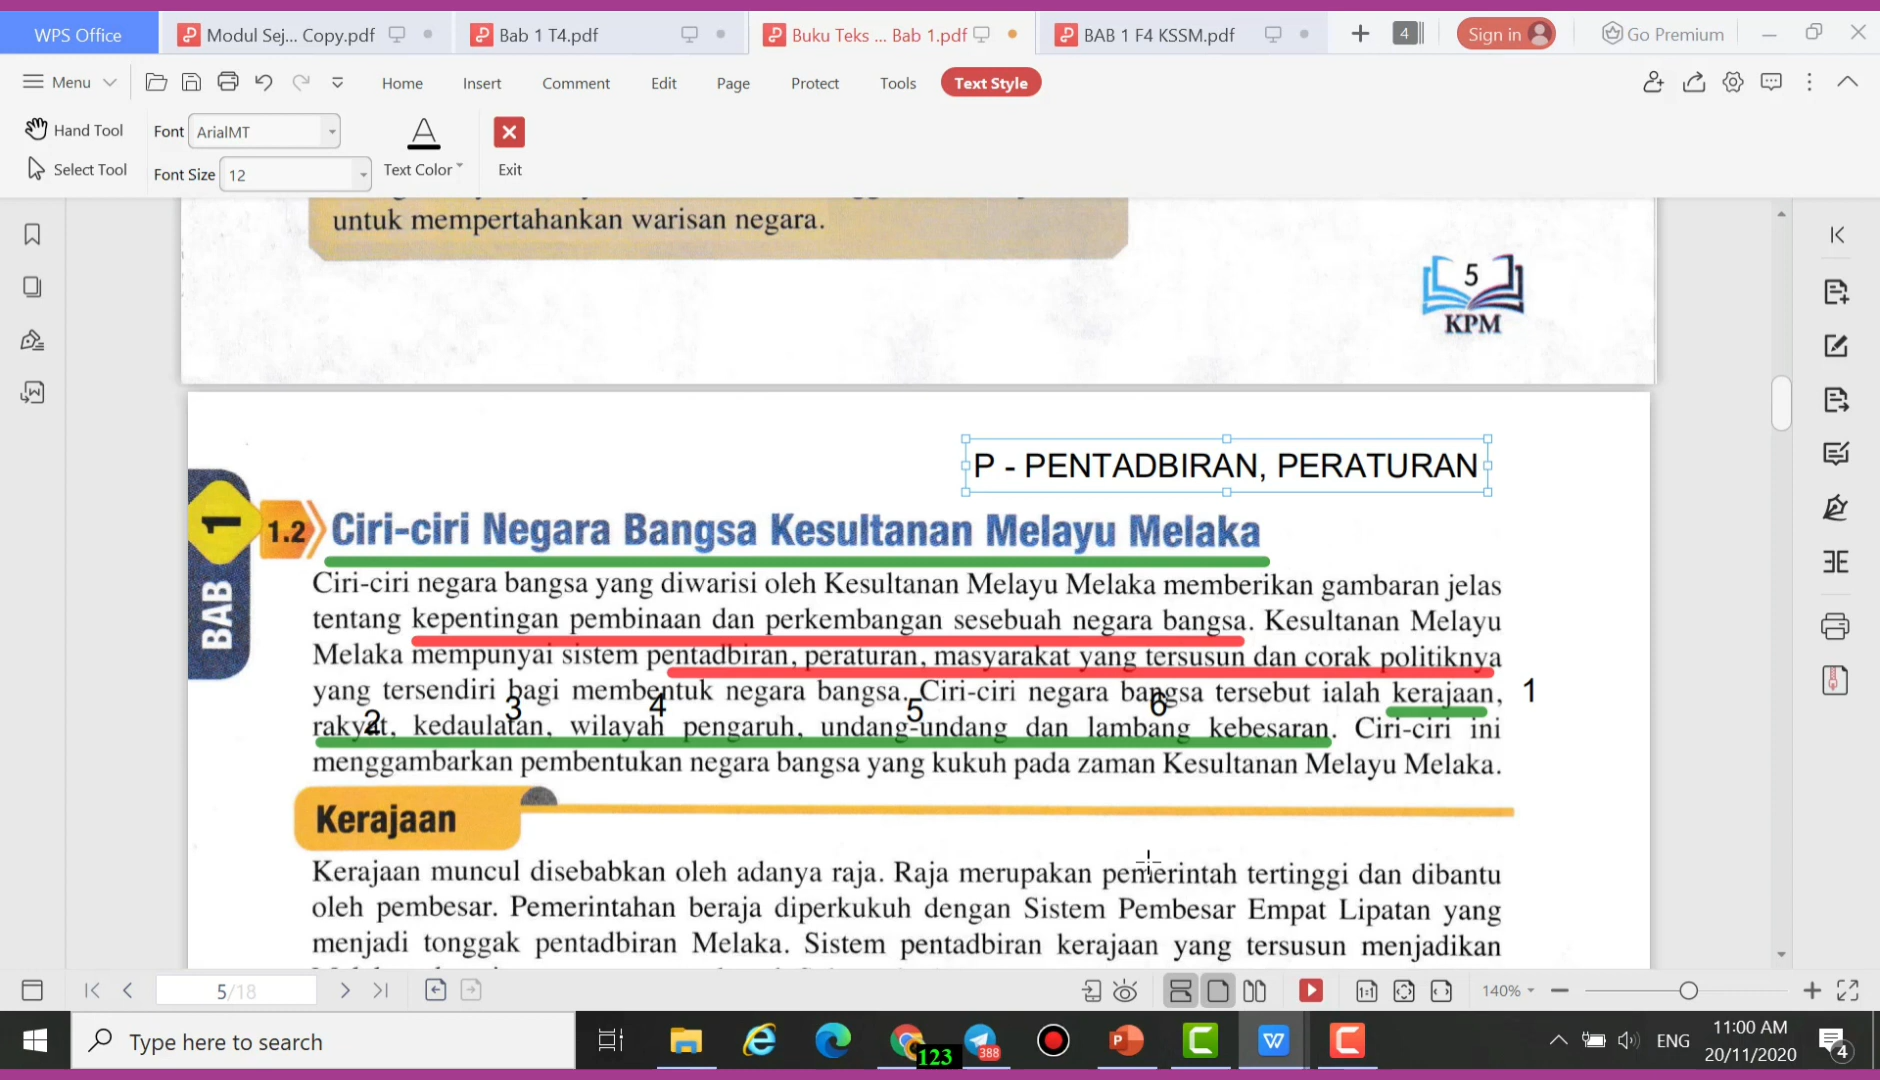 WPS Office
Modul Sej... Copy.pdf
Bab 1 T4.pdf
Buku Teks ... Bab 1.pdf
BAB 1 F4 KSSM.pdf
4
Sign in
Go Premium
Menu
Home
Insert
Comment
Edit
Page
Protect
Tools
Text Style
Hand Tool
Font ArialMT
Select Tool
Font Size 12
Text Color
Exit
untuk mempertahankan warisan negara.
5
KPM
P - PENTADBIRAN, PERATURAN
BAB 1
1.2 Ciri-ciri Negara Bangsa Kesultanan Melayu Melaka
Ciri-ciri negara bangsa yang diwarisi oleh Kesultanan Melayu Melaka memberikan gambaran jelas
tentang kepentingan pembinaan dan perkembangan sesebuah negara bangsa. Kesultanan Melayu
Melaka mempunyai sistem pentadbiran, peraturan, masyarakat yang tersusun dan corak politiknya
yang tersendiri bagi membentuk negara bangsa. Ciri-ciri negara bangsa tersebut ialah kerajaan, 1
2 3 4 5 6
rakyat, kedaulatan, wilayah pengaruh, undang-undang dan lambang kebesaran. Ciri-ciri ini
menggambarkan pembentukan negara bangsa yang kukuh pada zaman Kesultanan Melayu Melaka.
Kerajaan
Kerajaan muncul disebabkan oleh adanya raja. Raja merupakan pemerintah tertinggi dan dibantu
oleh pembesar. Pemerintahan beraja diperkukuh dengan Sistem Pembesar Empat Lipatan yang
menjadi tonggak pentadbiran Melaka. Sistem pentadbiran kerajaan yang tersusun menjadikan
5/18
140%
Type here to search
123
388
ENG
11:00 AM
20/11/2020
4